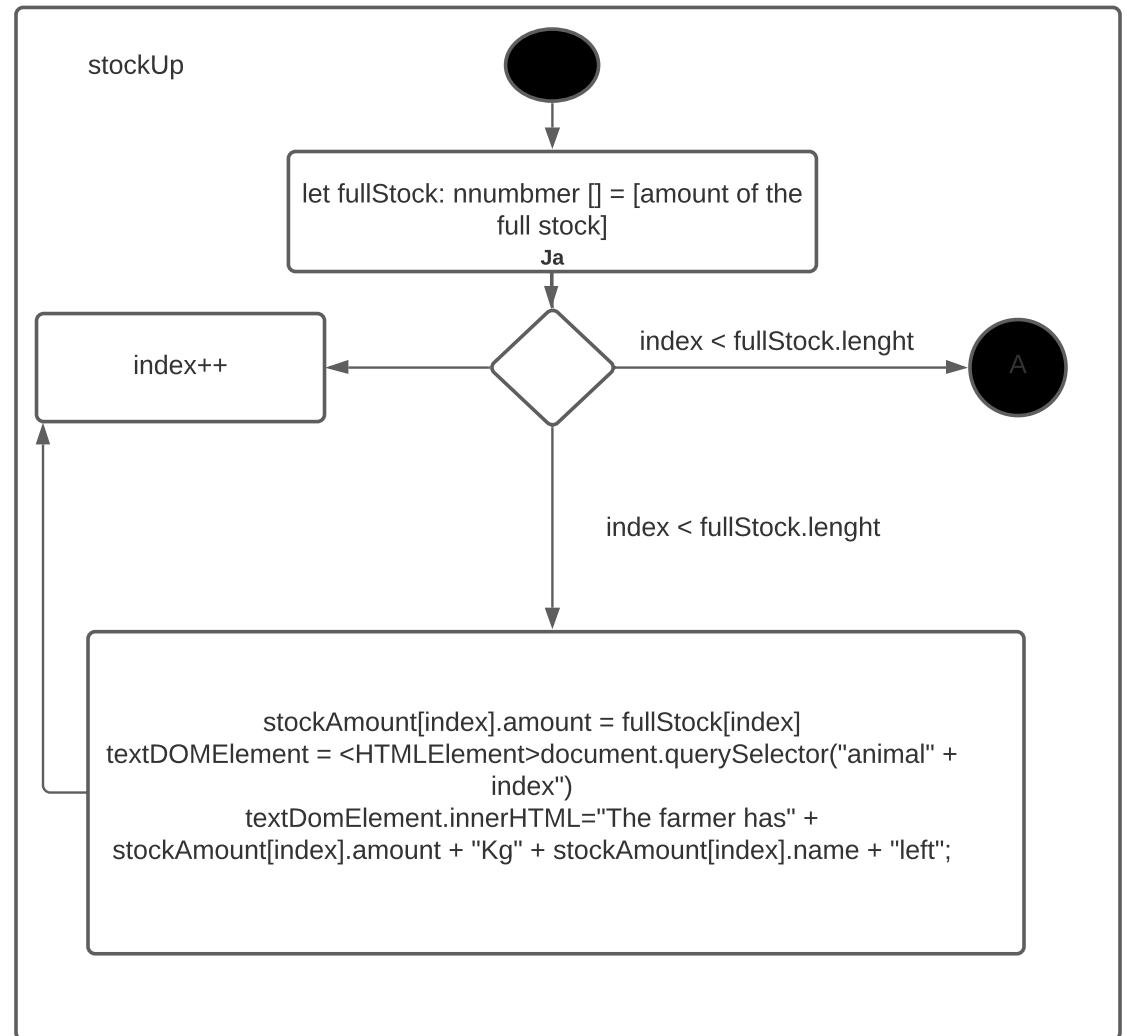 stockUp
let fullStock: nnumbmer [] = [amount of the
full stock]
Ja
index++
index < fullStock.lenght
A
index < fullStock.lenght
stockAmount[index].amount = fullStock[index]
textDOMElement = <HTMLElement>document.querySelector("animal" +
index")
textDomElement.innerHTML="The farmer has" +
stockAmount[index].amount + "Kg" + stockAmount[index].name + "left";